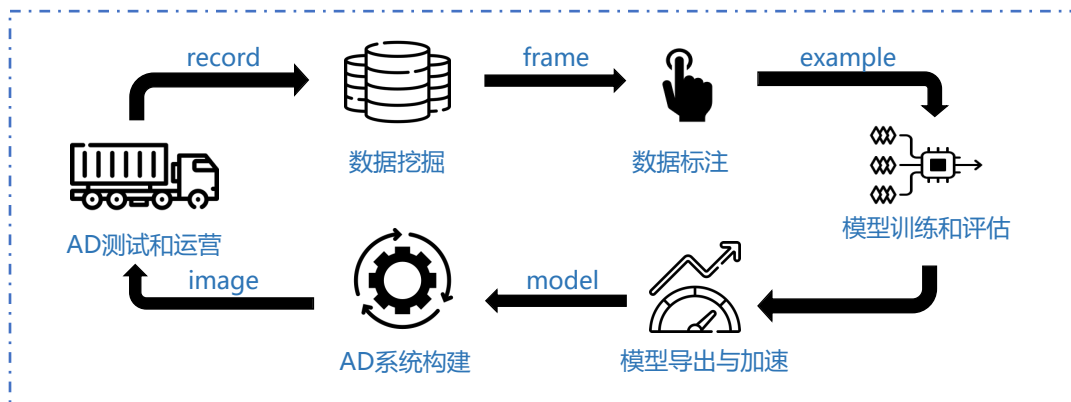 record
frame
example
数据挖掘
数据标注
模型训练和评估
AD测试和运营
image
model
AD系统构建
模型导出与加速